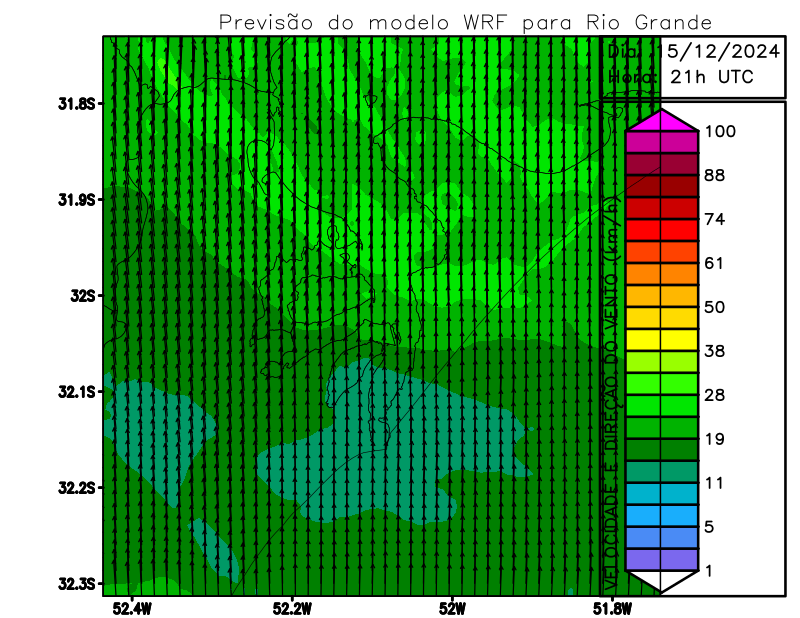 Previsão do modelo WRF para Rio Grande
Dia: 15/12/2024
Hora: 21h UTC
VELOCIDADE E DIREÇÃO DO VENTO (km/h)
100
88
74
61
50
38
28
19
11
5
1
31.8S
31.9S
32S
32.1S
32.2S
32.3S
52.4W
52.2W
52W
51.8W